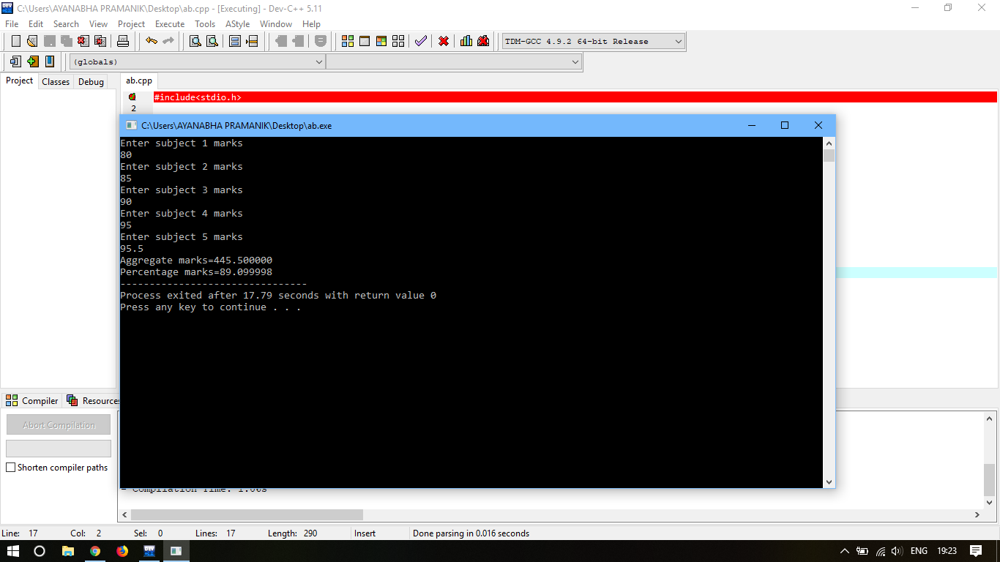 C:\Users\AYANABHA PRAMANIK\Desktop\ab.cpp - [Executing] - Dev-C++ 5.11
File Edit Search View Project Execute Tools AStyle Window Help
TDM-GCC 4.9.2 64-bit Release
(globals)
Project Classes Debug
ab.cpp
#include<stdio.h>
2
C:\Users\AYANABHA PRAMANIK\Desktop\ab.exe
Enter subject 1 marks
80
Enter subject 2 marks
85
Enter subject 3 marks
90
Enter subject 4 marks
95
Enter subject 5 marks
95.5
Aggregate marks=445.500000
Percentage marks=89.099998
--------------------------------
Process exited after 17.79 seconds with return value 0
Press any key to continue . . .
Compiler Resources
Abort Compilation
Shorten compiler paths
- Compilation Time: 1.06s
Line: 17 Col: 2 Sel: 0 Lines: 17 Length: 290 Insert Done parsing in 0.016 seconds
DEV
ENG 19:23